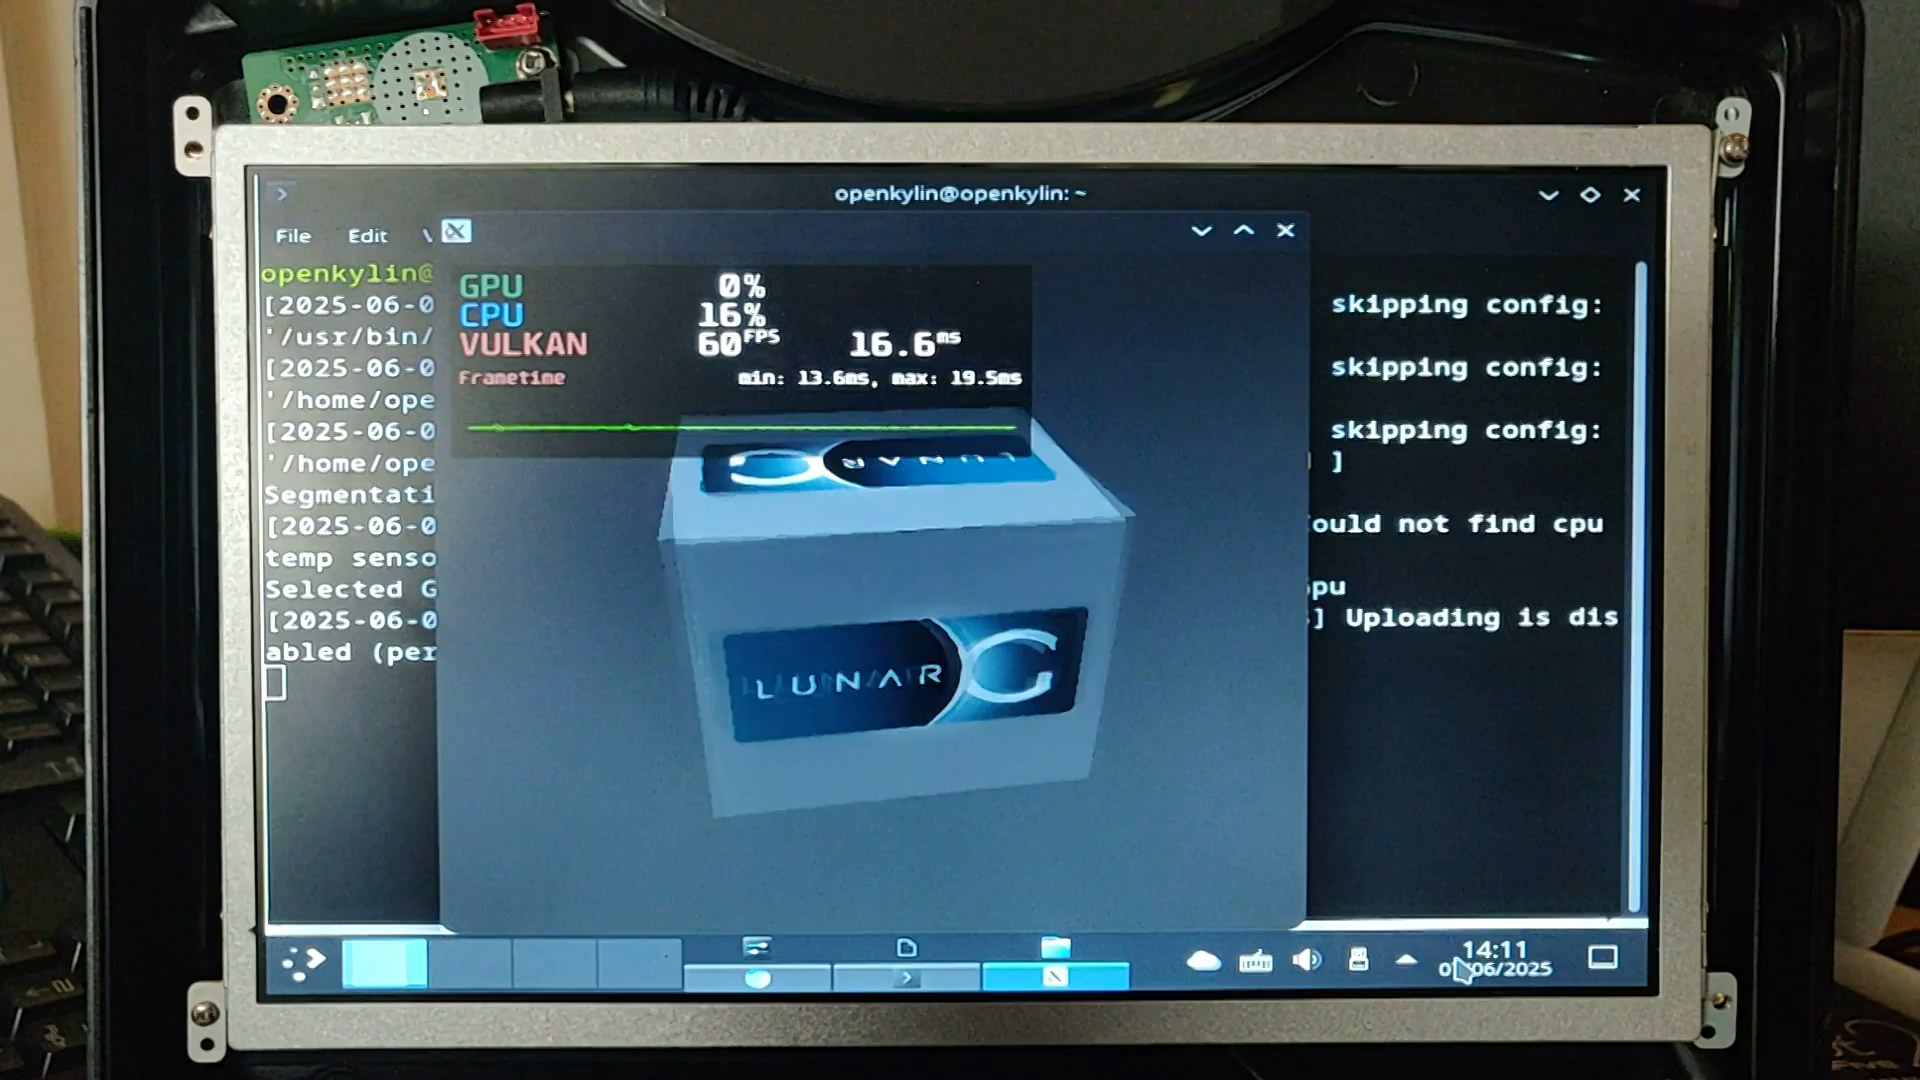 openkylin@openkylin: ~
File Edit
openkylin@
[2025-06-0 skipping config:
'/usr/bin/
[2025-06-0 skipping config:
'/home/ope
[2025-06-0 skipping config:
'/home/ope ]
Segmentati
[2025-06-0 ould not find cpu
temp senso
Selected G pu
[2025-06-0 ] Uploading is dis
abled (per
GPU 0%
CPU 16%
VULKAN 60FPS 16.6ms
Frametime min: 13.6ms, max: 19.5ms
LUNAR G
LUNAR G
14:11
06/2025